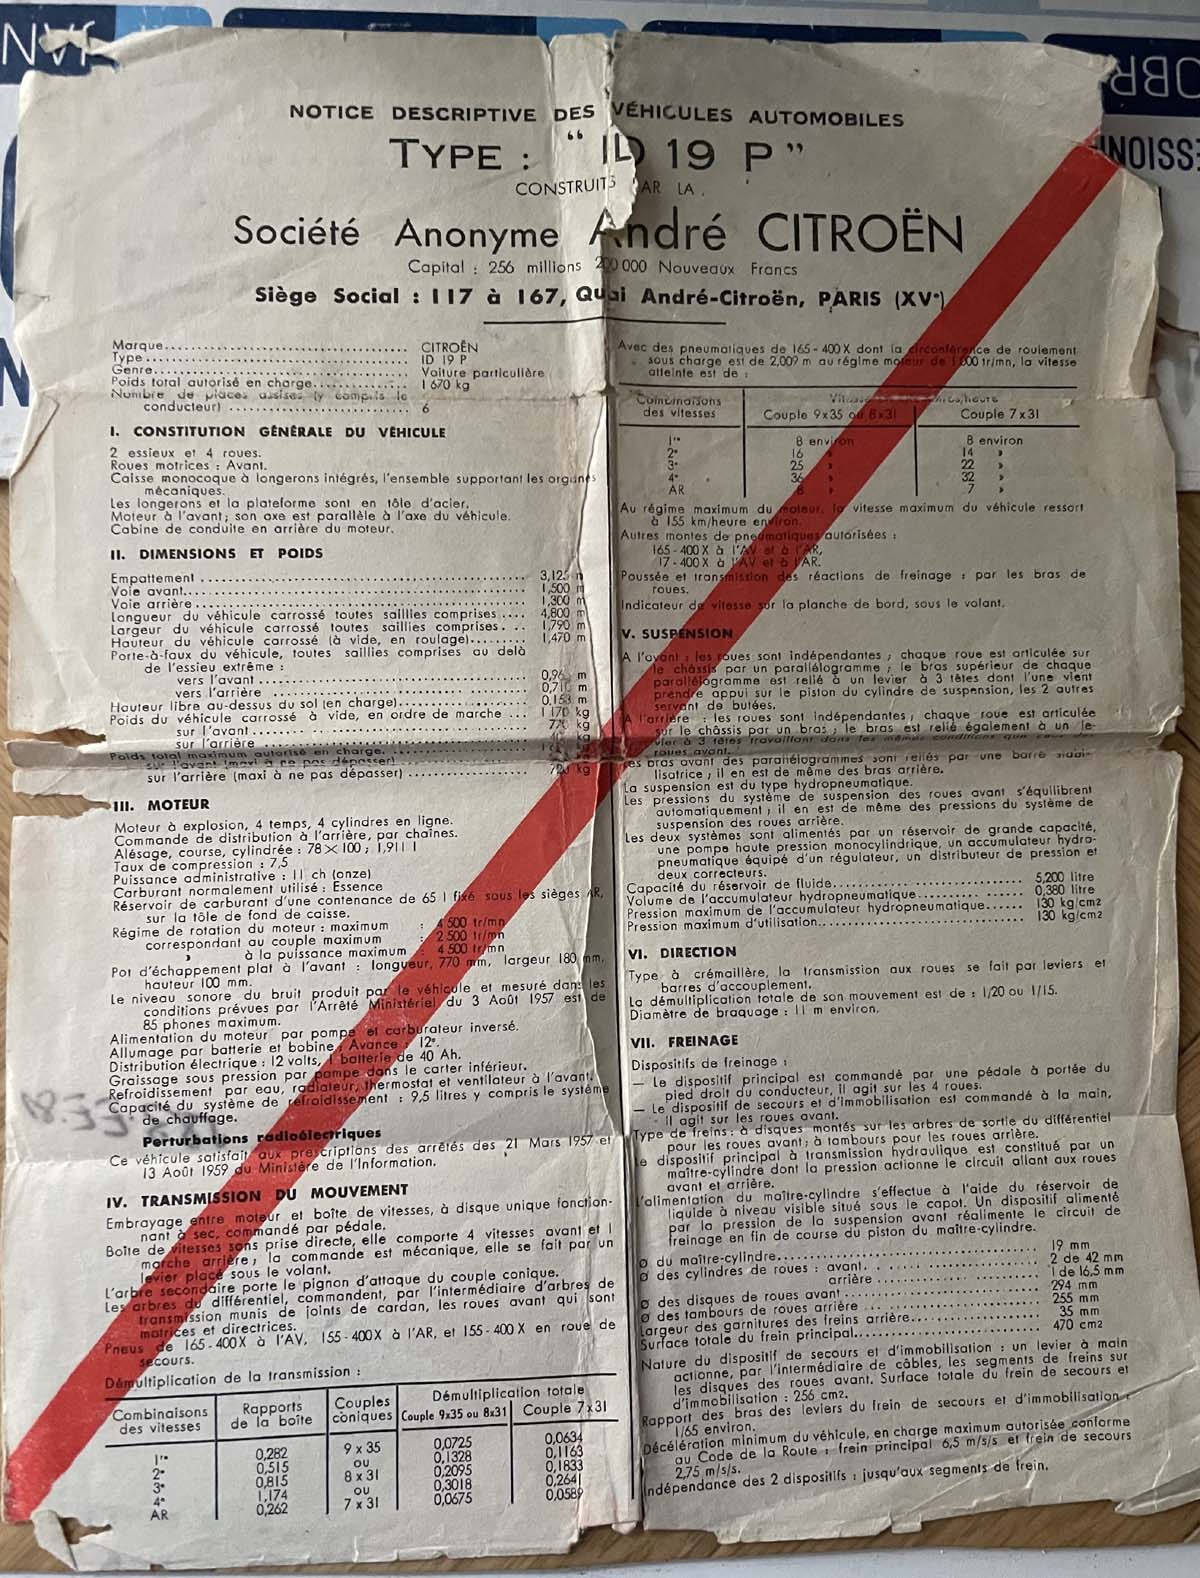 NOTICE DESCRIPTIVE DES VÉHICULES AUTOMOBILES
TYPE : "ID 19 P"
CONSTRUITS PAR LA
Société Anonyme André CITROËN
Capital : 256 millions 200 000 Nouveaux Francs
Siège Social : 117 à 167, Quai André-Citroën, PARIS (XVe)
Marque CITROËN
Type ID 19 P
Genre Voiture particulière
Poids total autorisé en charge 1 670 kg
Nombre de places assises (y compris le
conducteur) 6
I. CONSTITUTION GÉNÉRALE DU VÉHICULE
2 essieux et 4 roues.
Roues motrices : Avant.
Caisse monocoque à longerons intégrés, l'ensemble supportant les organes
mécaniques.
Les longerons et la plateforme sont en tôle d'acier.
Moteur à l'avant; son axe est parallèle à l'axe du véhicule.
Cabine de conduite en arrière du moteur.
II. DIMENSIONS ET POIDS
Empattement 3,125 m
Voie avant 1,500 m
Voie arrière 1,300 m
Longueur du véhicule carrossé toutes saillies comprises 4,800 m
Largeur du véhicule carrossé toutes saillies comprises 1,790 m
Hauteur du véhicule carrossé (à vide, en roulage) 1,470 m
Porte-à-faux du véhicule, toutes saillies comprises au delà
de l'essieu extrême :
vers l'avant m
vers l'arrière m
Hauteur libre au-dessus du sol (en charge) 0,153 m
Poids du véhicule carrossé à vide, en ordre de marche 1 170 kg
sur l'avant kg
sur l'arrière kg
Poids total maximum autorisé en charge
sur l'avant (maxi à ne pas dépasser)
sur l'arrière (maxi à ne pas dépasser) kg
III. MOTEUR
Moteur à explosion, 4 temps, 4 cylindres en ligne.
Commande de distribution à l'arrière, par chaînes.
Alésage, course, cylindrée : 78 × 100 ; 1,911 l
Taux de compression : 7,5
Puissance administrative : 11 ch (onze)
Carburant normalement utilisé : Essence
Réservoir de carburant d'une contenance de 65 l fixé sous les sièges AR,
sur la tôle de fond de caisse.
Régime de rotation du moteur : maximum : 4 500 tr/mn
correspondant au couple maximum : 2 500 tr/mn
» à la puissance maximum : 4 500 tr/mn
Pot d'échappement plat à l'avant : longueur, 770 mm, largeur 180 mm,
hauteur 100 mm.
Le niveau sonore du bruit produit par le véhicule et mesuré dans les
conditions prévues par l'Arrêté Ministériel du 3 Août 1957 est de
85 phones maximum.
Alimentation du moteur par pompe et carburateur inversé.
Allumage par batterie et bobine ; Avance : 12°.
Distribution électrique : 12 volts, 1 batterie de 40 Ah.
Graissage sous pression par pompe dans le carter inférieur.
Refroidissement par eau, radiateur, thermostat et ventilateur à l'avant.
Capacité du système de refroidissement : 9,5 litres y compris le système
de chauffage.
Perturbations radioélectriques
Ce véhicule satisfait aux prescriptions des arrêtés des 21 Mars 1957 et
13 Août 1959 du Ministère de l'Information.
IV. TRANSMISSION DU MOUVEMENT
Embrayage entre moteur et boîte de vitesses, à disque unique fonction-
nant à sec, commandé par pédale.
Boîte de vitesses sans prise directe, elle comporte 4 vitesses avant et 1
marche arrière; la commande est mécanique, elle se fait par un
levier placé sous le volant.
L'arbre secondaire porte le pignon d'attaque du couple conique.
Les arbres du différentiel, commandent, par l'intermédiaire d'arbres de
transmission munis de joints de cardan, les roues avant qui sont
motrices et directrices.
Pneus de 165-400X à l'AV, 155-400X à l'AR, et 155-400X en roue de
secours.
Démultiplication de la transmission :
Combinaisons des vitesses Rapports de la boîte Couples coniques Démultiplication totale
Couple 9x35 ou 8x31 Couple 7x31
1re 0,282 9 x 35 0,0725 0,0634
2e 0,515 ou 0,1328 0,1163
3e 0,815 8 x 31 0,2095 0,1833
4e 1,174 ou 0,3018 0,2641
AR 0,262 7 x 31 0,0675 0,0589
Avec des pneumatiques de 165-400X dont la circonférence de roulement
sous charge est de 2,009 m au régime moteur de 1 000 tr/mn, la vitesse
atteinte est de :
Combinaisons des vitesses
Couple 9x35 ou 8x31 Couple 7x31
1re 8 environ 8 environ
2e 16 » 14 »
3e 25 » 22 »
4e 36 » 32 »
AR 8 » 7 »
Au régime maximum du moteur, la vitesse maximum du véhicule ressort
à 155 km/heure environ.
Autres montes de pneumatiques autorisées :
165-400X à l'AV et à l'AR,
17-400X à l'AV et à l'AR.
Poussée et transmission des réactions de freinage : par les bras de
roues.
Indicateur de vitesse sur la planche de bord, sous le volant.
V. SUSPENSION
A l'avant : les roues sont indépendantes ; chaque roue est articulée sur
le châssis par un parallélogramme ; le bras supérieur de chaque
parallélogramme est relié à un levier à 3 têtes dont l'une vient
prendre appui sur le piston du cylindre de suspension, les 2 autres
servant de butées.
A l'arrière : les roues sont indépendantes; chaque roue est articulée
sur le châssis par un bras ; le bras est relié également à un le-
vier à 3 têtes travaillant dans les mêmes conditions que ceux des
roues avant.
Les bras avant des parallélogrammes sont reliés par une barre stabi-
lisatrice ; il en est de même des bras arrière.
La suspension est du type hydropneumatique.
Les pressions du système de suspension des roues avant s'équilibrent
automatiquement ; il en est de même des pressions du système de
suspension des roues arrière.
Les deux systèmes sont alimentés par un réservoir de grande capacité,
une pompe haute pression monocylindrique, un accumulateur hydro-
pneumatique équipé d'un régulateur, un distributeur de pression et
deux correcteurs.
Capacité du réservoir de fluide 5,200 litre
Volume de l'accumulateur hydropneumatique 0,380 litre
Pression maximum de l'accumulateur hydropneumatique 130 kg/cm2
Pression maximum d'utilisation 130 kg/cm2
VI. DIRECTION
Type à crémaillère, la transmission aux roues se fait par leviers et
barres d'accouplement.
La démultiplication totale de son mouvement est de : 1/20 ou 1/15.
Diamètre de braquage : 11 m environ.
VII. FREINAGE
Dispositifs de freinage :
— Le dispositif principal est commandé par une pédale à portée du
pied droit du conducteur, il agit sur les 4 roues.
— Le dispositif de secours et d'immobilisation est commandé à la main,
il agit sur les roues avant.
Type de freins : à disques montés sur les arbres de sortie du différentiel
pour les roues avant; à tambours pour les roues arrière.
Le dispositif principal à transmission hydraulique est constitué par un
maître-cylindre dont la pression actionne le circuit allant aux roues
avant et arrière.
L'alimentation du maître-cylindre s'effectue à l'aide du réservoir de
liquide à niveau visible situé sous le capot. Un dispositif alimenté
par la pression de la suspension avant réalimente le circuit de
freinage en fin de course du piston du maître-cylindre.
Ø du maître-cylindre 19 mm
Ø des cylindres de roues : avant 2 de 42 mm
arrière 1 de 16,5 mm
Ø des disques de roues avant 294 mm
Ø des tambours de roues arrière 255 mm
Largeur des garnitures des freins arrière 35 mm
Surface totale du frein principal 470 cm2
Nature du dispositif de secours et d'immobilisation : un levier à main
actionne, par l'intermédiaire de câbles, les segments de freins sur
les disques des roues avant. Surface totale du frein de secours et
d'immobilisation : 256 cm2.
Rapport des bras des leviers du frein de secours et d'immobilisation :
1/65 environ.
Décélération minimum du véhicule, en charge maximum autorisée conforme
au Code de la Route : frein principal 6,5 m/s/s et frein de secours
2,75 m/s/s.
Indépendance des 2 dispositifs : jusqu'aux segments de frein.